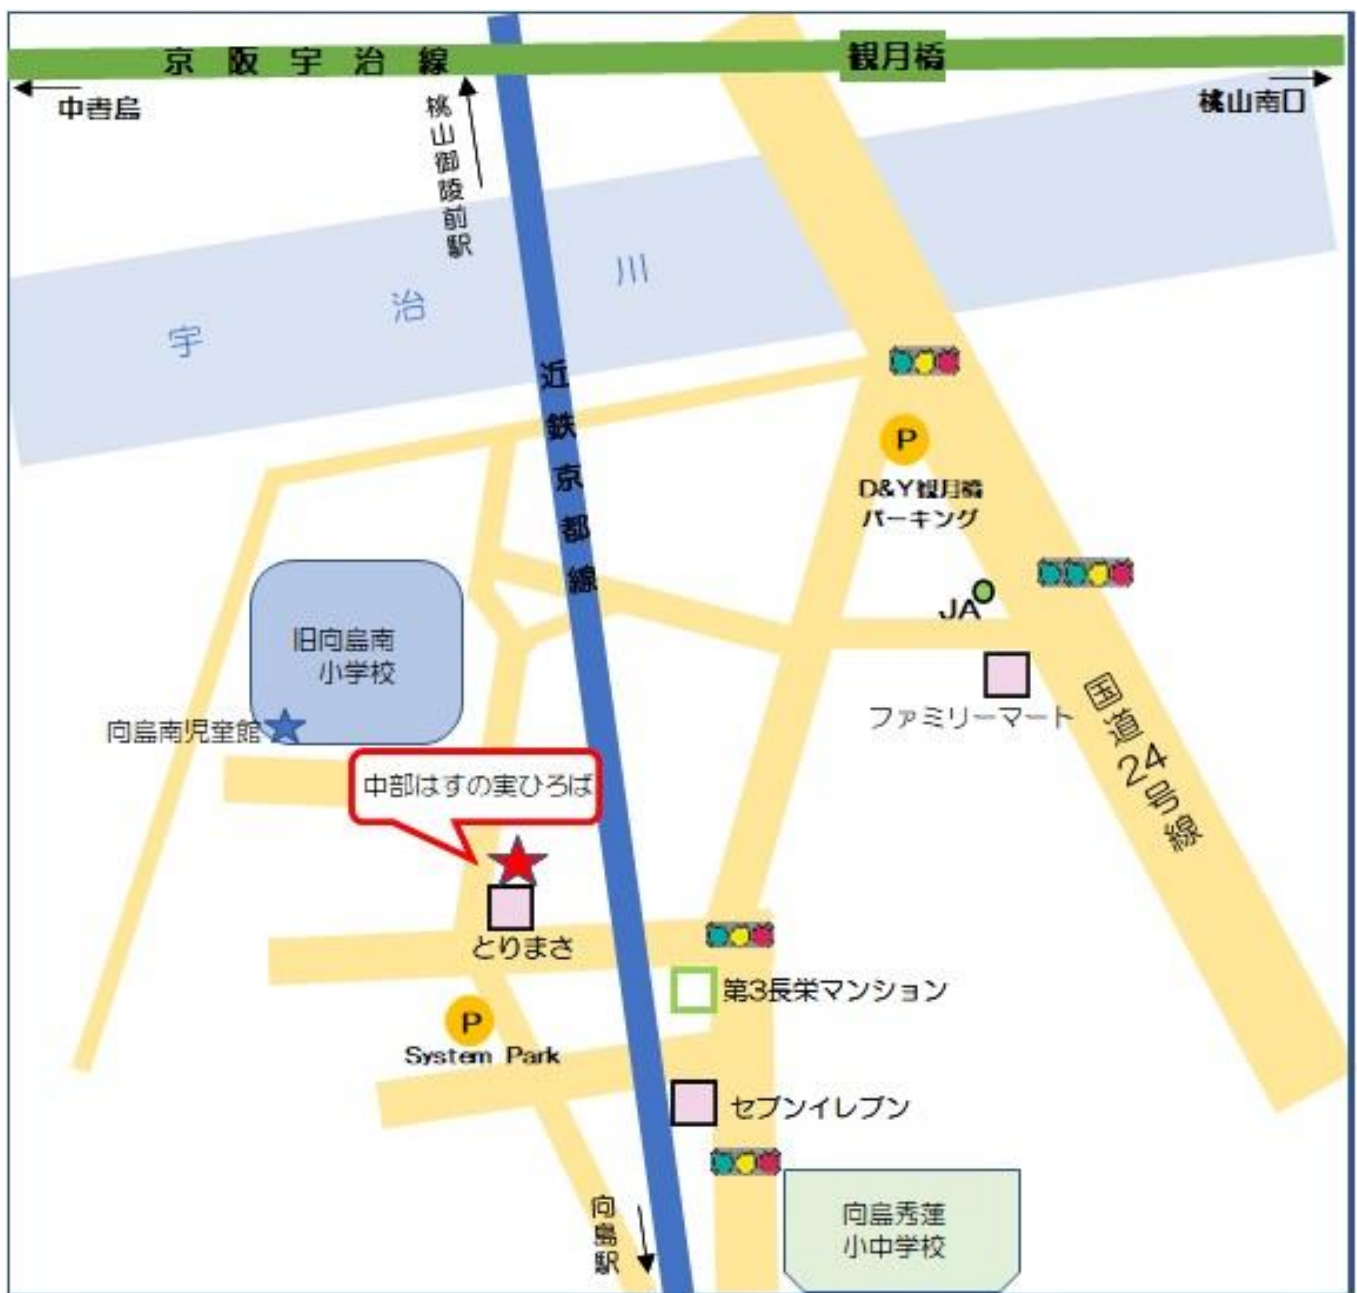 京阪宇治線
観月橋
中書島
桃山南口
桃山御陵前駅
宇治川
近鉄京都線
P
D&Y観月橋
パーキング
JA
ファミリーマート
国道24号線
旧向島南
小学校
向島南児童館
中部はすの実ひろば
とりまさ
第3長栄マンション
P
System Park
セブンイレブン
向島駅
向島秀蓮
小中学校